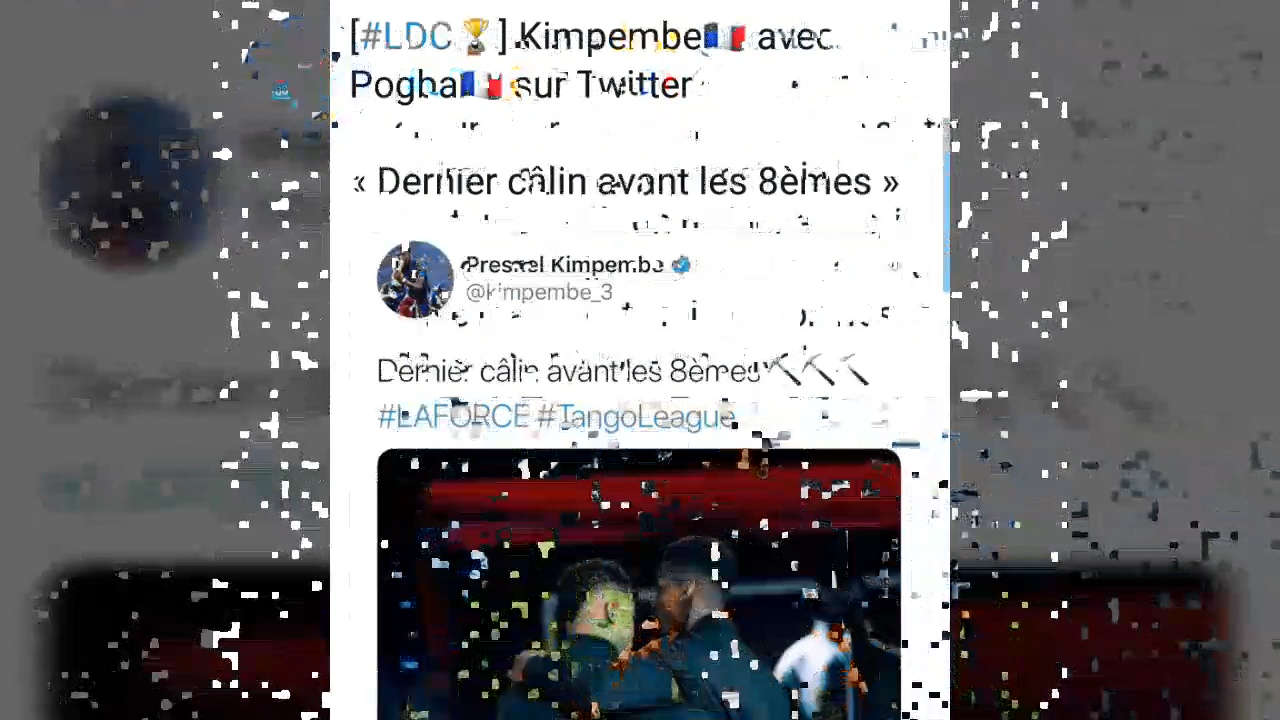 [#LDC🏆] Kimpembe🇫🇷 avec
Pogba🇫🇷 sur Twitter
« Dernier câlin avant les 8èmes »
Presnel Kimpembe
@kimpembe_3
Dernier câlin avant les 8èmes⛏⛏⛏
#LAFORCE #TangoLeague